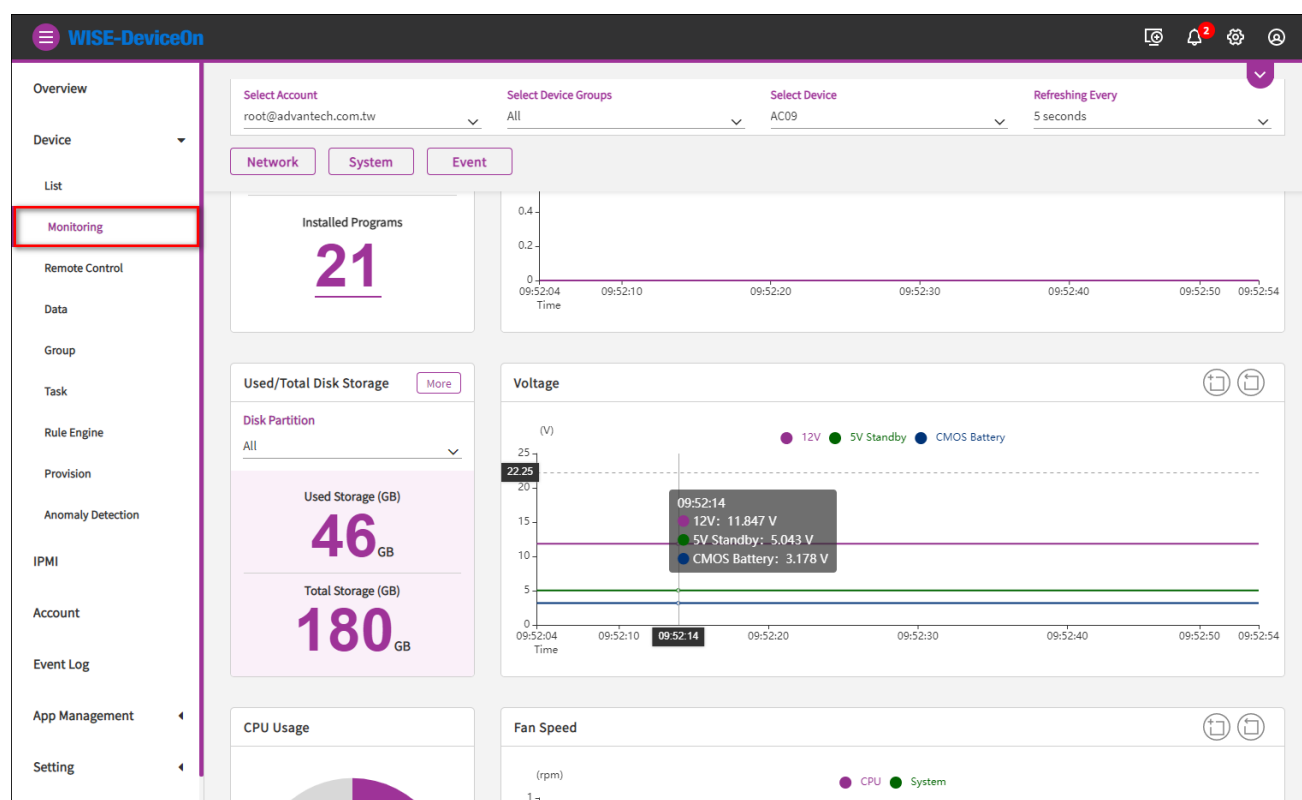 WISE-DeviceOn
2
Overview
Device
List
Monitoring
Remote Control
Data
Group
Task
Rule Engine
Provision
Anomaly Detection
IPMI
Account
Event Log
App Management
Setting
Select Account
root@advantech.com.tw
Select Device Groups
All
Select Device
AC09
Refreshing Every
5 seconds
Network
System
Event
Installed Programs
21
0.4
0.2
0
09:52:04 09:52:10 09:52:20 09:52:30 09:52:40 09:52:50 09:52:54
Time
Used/Total Disk Storage
More
Disk Partition
All
Used Storage (GB)
46 GB
Total Storage (GB)
180 GB
Voltage
(V)
12V 5V Standby CMOS Battery
25
22.25
20
15
10
5
0
09:52:14
12V: 11.847 V
5V Standby: 5.043 V
CMOS Battery: 3.178 V
09:52:04 09:52:10 09:52:14 09:52:20 09:52:30 09:52:40 09:52:50 09:52:54
Time
CPU Usage
Fan Speed
(rpm)
CPU System
1